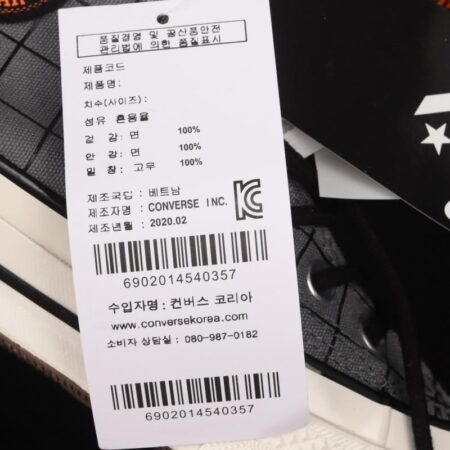 품질경영 및 공산품안전
관리법에 의한 품질표시
제품코드
제품명:
치수(사이즈):
섬유 혼용율
겉 감: 면 100%
안 감: 면 100%
밑 창: 고무 100%
제조국명: 베트남
제조자명: CONVERSE INC.
제조년월: 2020.02
6902014540357
수입자명: 컨버스 코리아
www.conversekorea.com
소비자 상담실: 080-987-0182
6902014540357